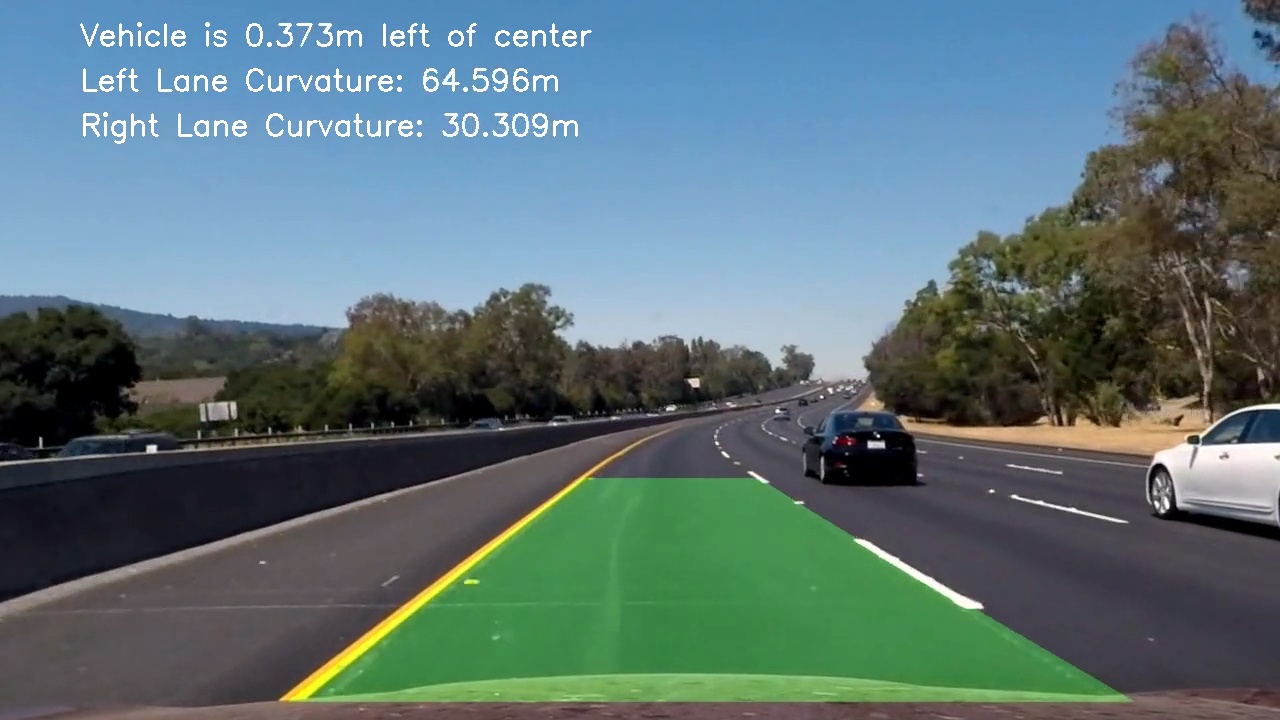 Vehicle is 0.373m left of center
Left Lane Curvature: 64.596m
Right Lane Curvature: 30.309m